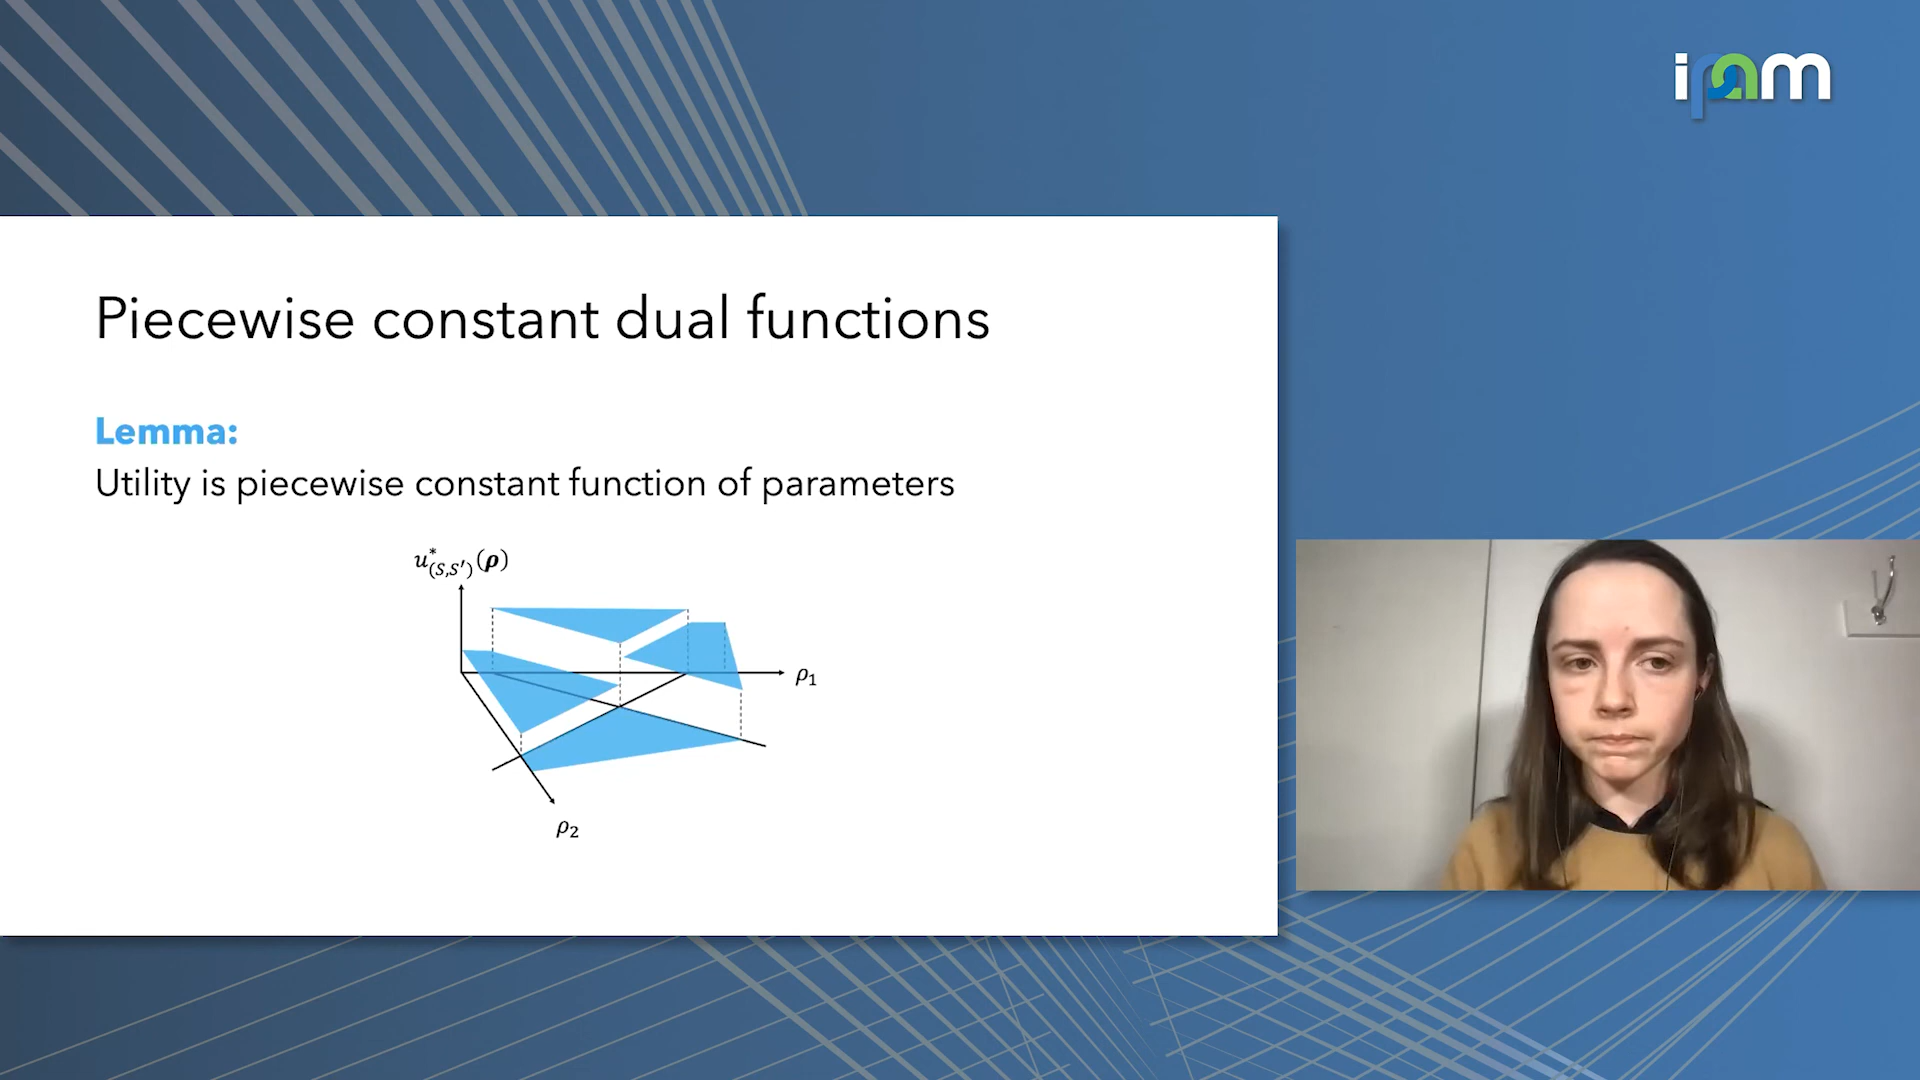 ipam
Piecewise constant dual functions
Lemma:
Utility is piecewise constant function of parameters
u*(S,S′)(ρ)
ρ1
ρ2